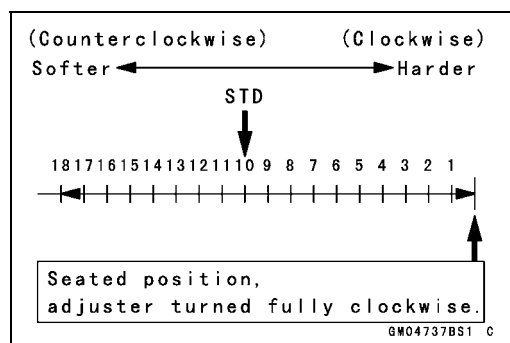 (Counterclockwise) (Clockwise)
Softer Harder
STD
18 17 16 15 14 13 12 11 10 9 8 7 6 5 4 3 2 1
Seated position,
adjuster turned fully clockwise.
GM04737BS1 C